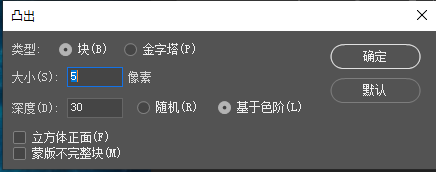 凸出
类型: 块(B) 金字塔(P)
确定
大小(S): 5 像素
默认
深度(D): 30 随机(R) 基于色阶(L)
立方体正面(F)
蒙版不完整块(M)